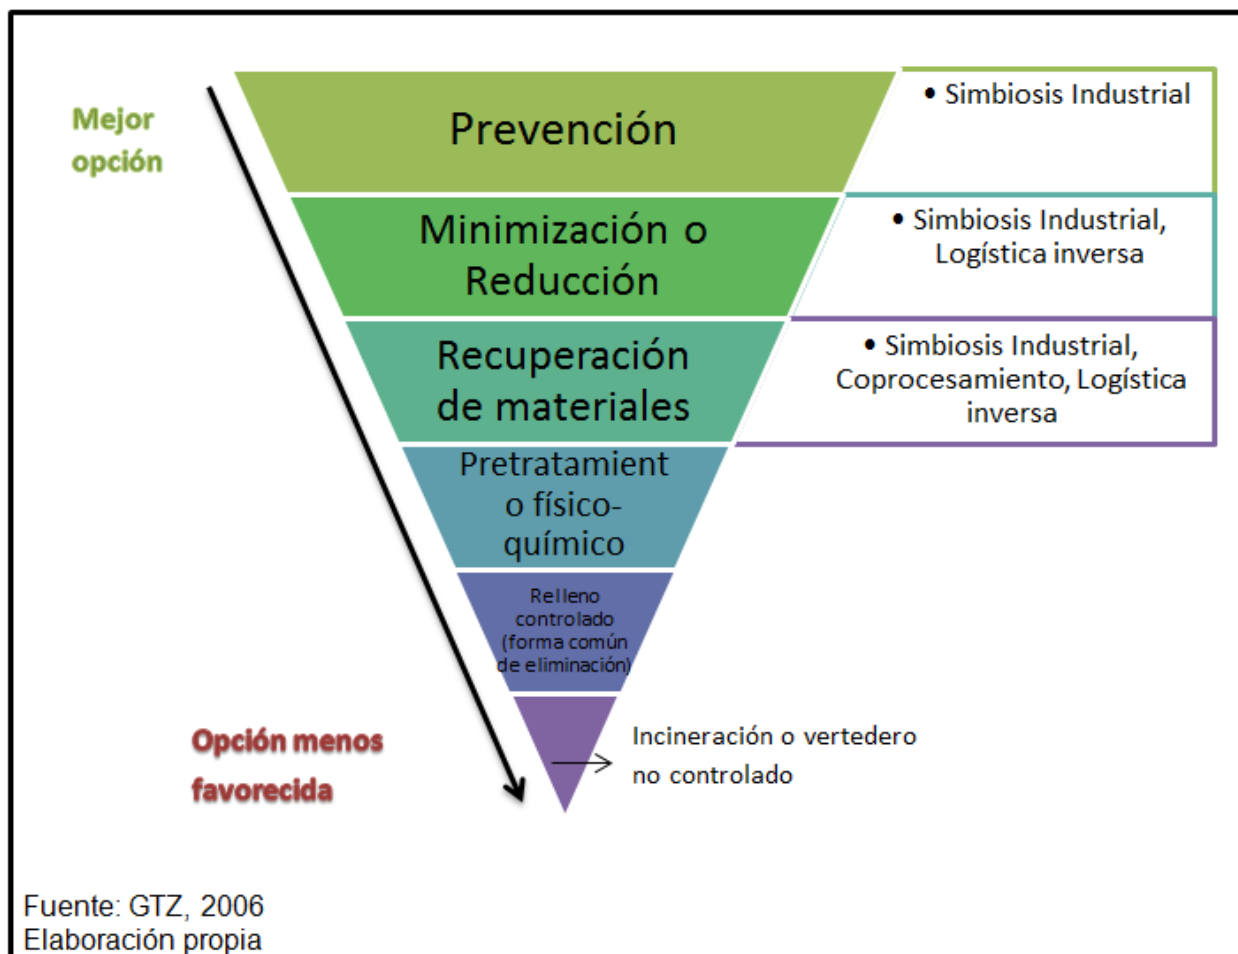 Mejor
opción
Prevención
• Simbiosis Industrial
Minimización o
Reducción
• Simbiosis Industrial,
Logística inversa
Recuperación
de materiales
• Simbiosis Industrial,
Coprocesamiento, Logística
inversa
Pretratamient
o físico-
químico
Relleno
controlado
(forma común
de eliminación)
Opción menos
favorecida
Incineración o vertedero
no controlado
Fuente: GTZ, 2006
Elaboración propia